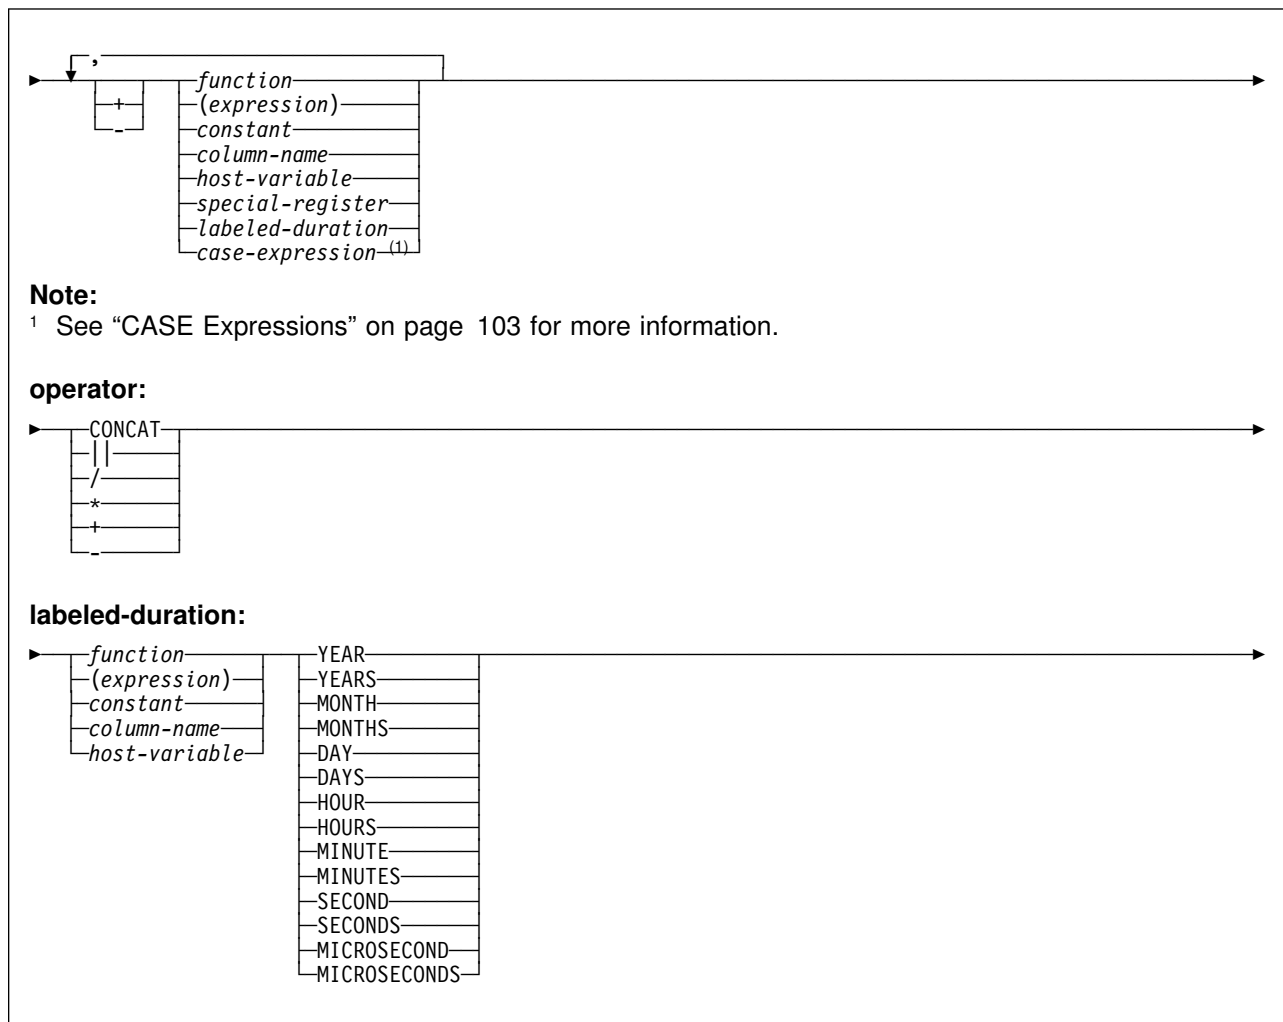 ,
function
+ (expression)
- constant
column-name
host-variable
special-register
labeled-duration
case-expression (1)
Note:
1 See “CASE Expressions” on page 103 for more information.
operator:
CONCAT
||
/
*
+
-
labeled-duration:
function YEAR
(expression) YEARS
constant MONTH
column-name MONTHS
host-variable DAY
DAYS
HOUR
HOURS
MINUTE
MINUTES
SECOND
SECONDS
MICROSECOND
MICROSECONDS